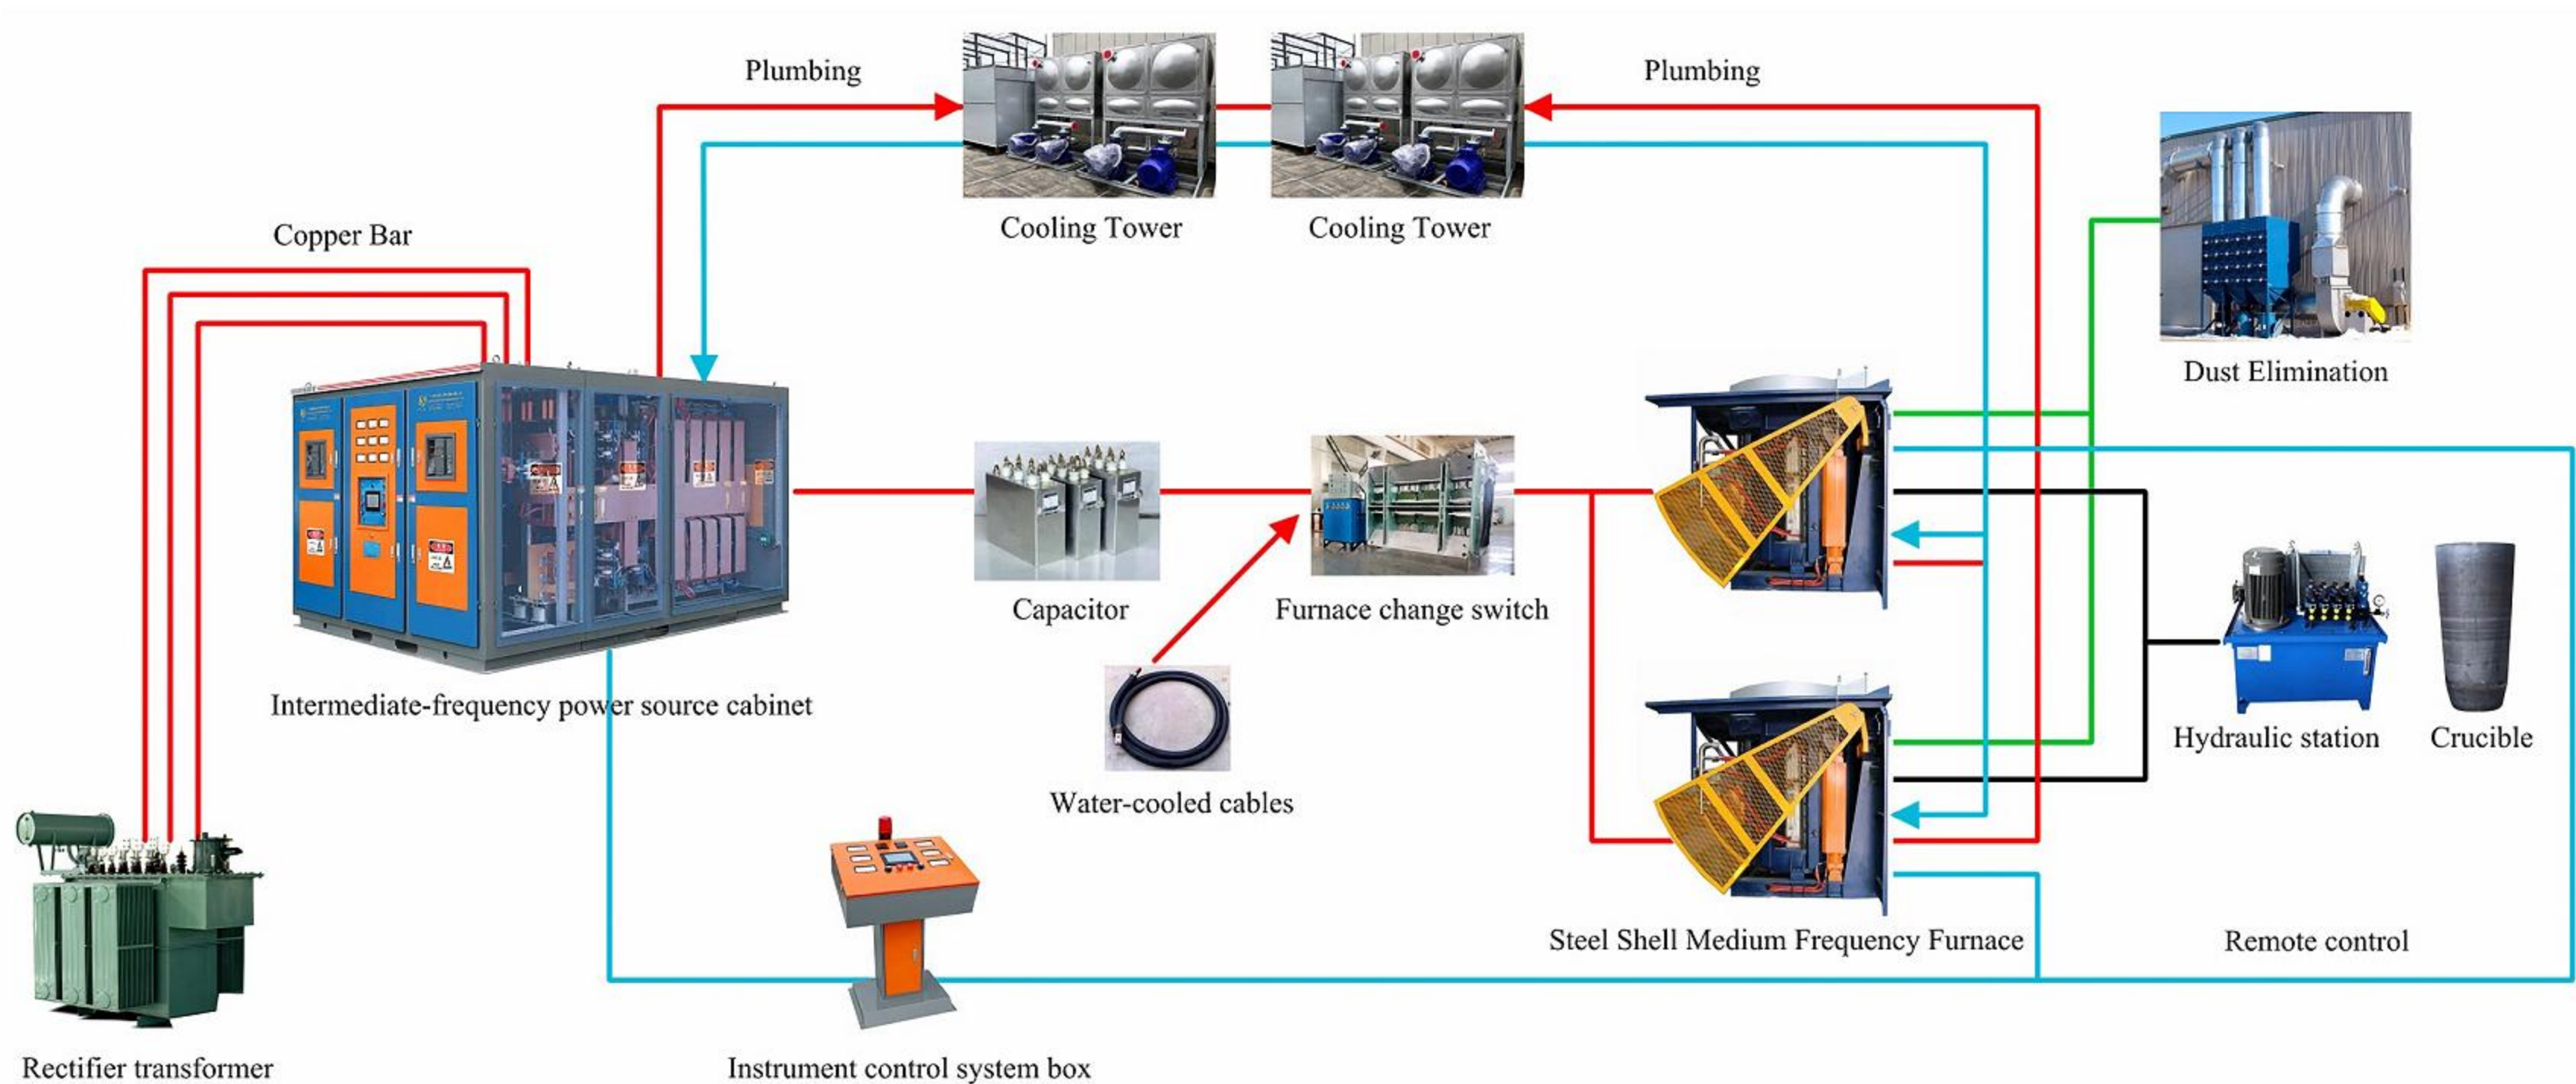 Plumbing
Plumbing
Cooling Tower
Cooling Tower
Copper Bar
Dust Elimination
Capacitor
Furnace change switch
Intermediate-frequency power source cabinet
Hydraulic station
Crucible
Water-cooled cables
Steel Shell Medium Frequency Furnace
Remote control
Rectifier transformer
Instrument control system box